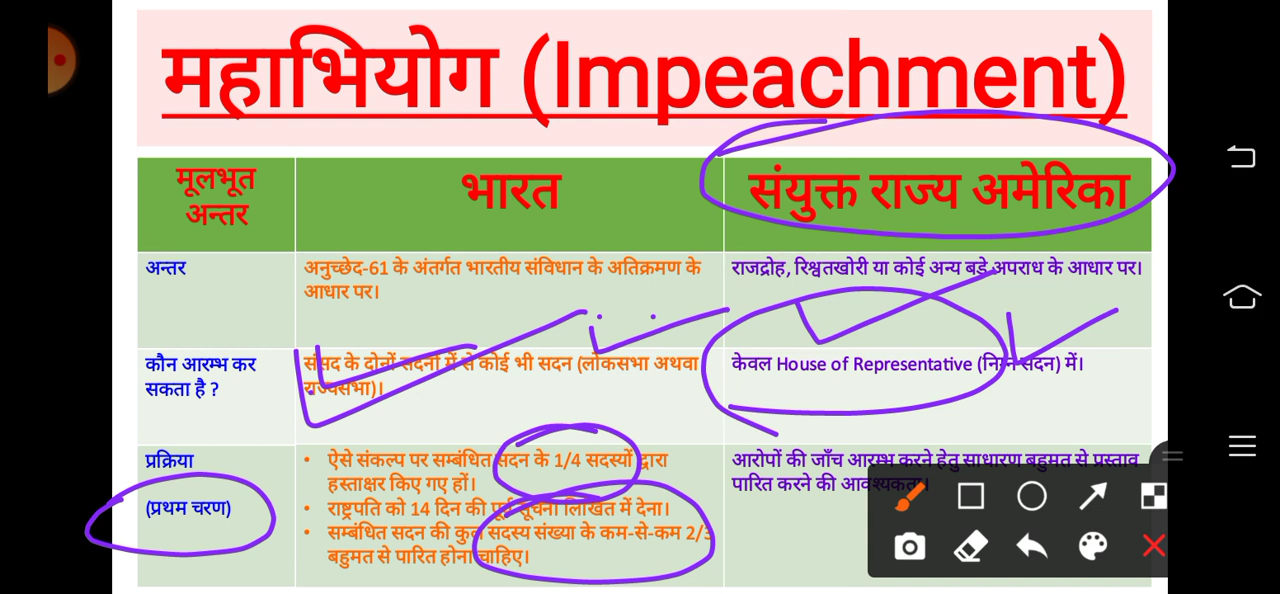 महाभियोग (Impeachment)
मूलभूत
अन्तर
भारत
संयुक्त राज्य अमेरिका
अन्तर
अनुच्छेद-61 के अंतर्गत भारतीय संविधान के अतिक्रमण के
आधार पर।
राजद्रोह, रिश्वतखोरी या कोई अन्य बड़े अपराध के आधार पर।
कौन आरम्भ कर
सकता है ?
संसद के दोनों सदनों में से कोई भी सदन (लोकसभा अथवा
राज्यसभा)।
केवल House of Representative (निम्न सदन) में।
प्रक्रिया
(प्रथम चरण)
• ऐसे संकल्प पर सम्बंधित सदन के 1/4 सदस्यों द्वारा
हस्ताक्षर किए गए हों।
• राष्ट्रपति को 14 दिन की पूर्व सूचना लिखित में देना।
• सम्बंधित सदन की कुल सदस्य संख्या के कम-से-कम 2/3
बहुमत से पारित होना चाहिए।
आरोपों की जाँच आरम्भ करने हेतु साधारण बहुमत से प्रस्ताव
पारित करने की आवश्यकता।